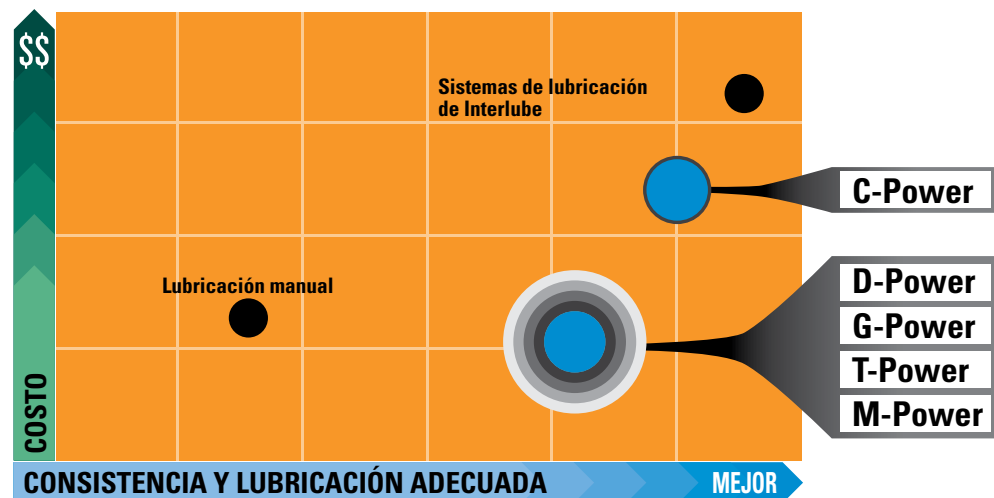 $$
Sistemas de lubricación
de Interlube
C-Power
Lubricación manual
D-Power
G-Power
T-Power
M-Power
COSTO
CONSISTENCIA Y LUBRICACIÓN ADECUADA
MEJOR